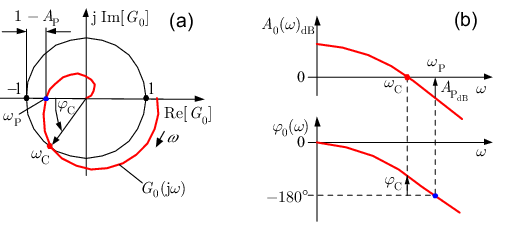 1 − A_P
j Im[G_0]
(a)
−1
1
φ_C
Re[G_0]
ω_P
ω
ω_C
G_0(jω)
(b)
A_0(ω)_dB
ω_P
0
ω_C
A_P_dB
ω
φ_0(ω)
0
ω
φ_C
−180°